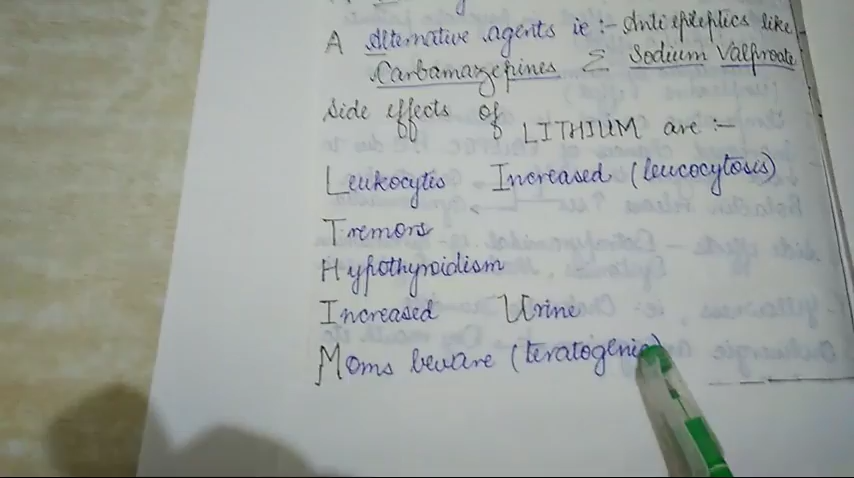 A Alternative agents ie :- Antiepileptics like
Carbamazepines Σ Sodium Valproate
Side effects of LITHIUM are :-
Leukocytes Increased (leucocytosis)
Tremors
Hypothyroidism
Increased Urine
Moms beware (teratogenic)